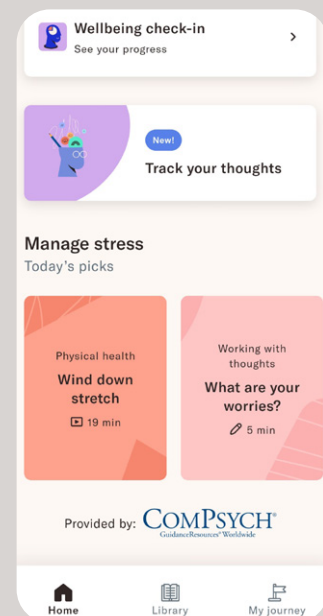 Wellbeing check-in
See your progress
New!
Track your thoughts
Manage stress
Today's picks
Physical health
Wind down
stretch
19 min
Working with
thoughts
What are your
worries?
5 min
Provided by: COMPSYCH®
GuidanceResources® Worldwide
Home
Library
My journey